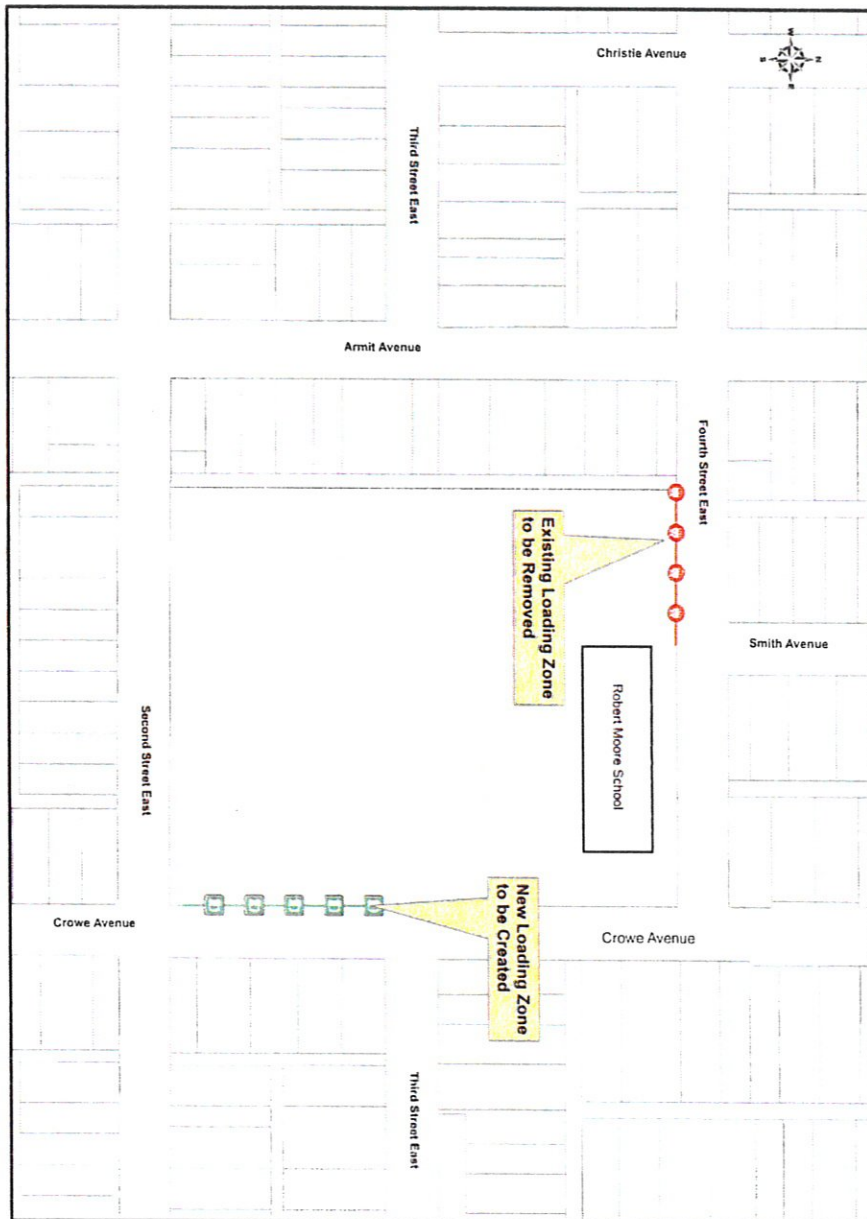 Christie Avenue
W
N
S
E
Third Street East
Armit Avenue
Fourth Street East
Existing Loading Zone
to be Removed
Smith Avenue
Robert Moore School
Second Street East
New Loading Zone
to be Created
Crowe Avenue
Crowe Avenue
Third Street East